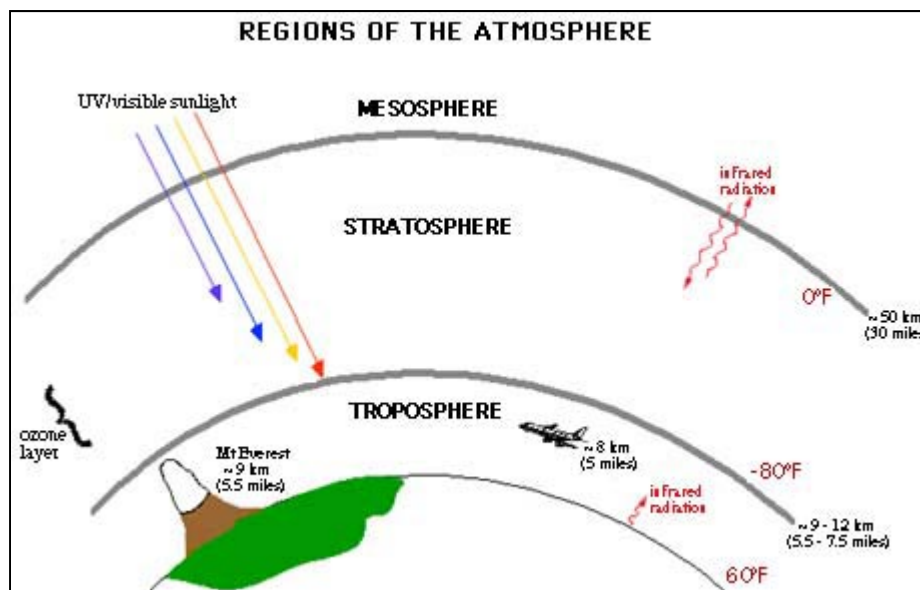 REGIONS OF THE ATMOSPHERE
UV/visible sunlight
MESOSPHERE
infrared
radiation
STRATOSPHERE
0°F
~ 50 km
(30 miles
TROPOSPHERE
ozone
layer
Mt Everest
~ 9 km
(5.5 miles)
~ 8 km
(5 miles)
-80°F
infrared
radiation
~ 9 - 12 km
(5.5 - 7.5 miles)
60°F